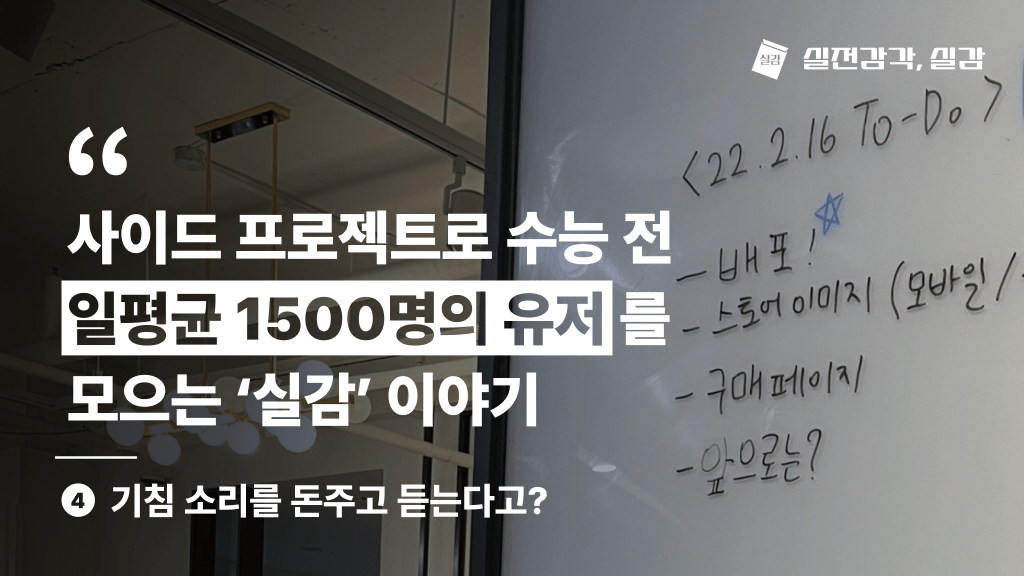 실감 실전감각, 실감
“
사이드 프로젝트로 수능 전
일평균 1500명의 유저를
모으는 ‘실감’ 이야기
4 기침 소리를 돈주고 듣는다고?
<22.2.16 To-Do>
- 배포!
- 스토어 이미지 (모바일 /
- 구매 페이지
- 앞으로는?